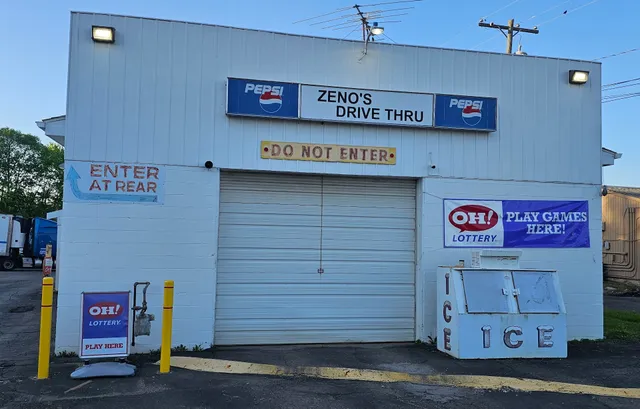 PEPSI
ZENO'S
DRIVE THRU
PEPSI
DO NOT ENTER
ENTER
AT REAR
OH!
LOTTERY
PLAY GAMES
HERE!
OH!
LOTTERY
PLAY HERE
ICE
ICE